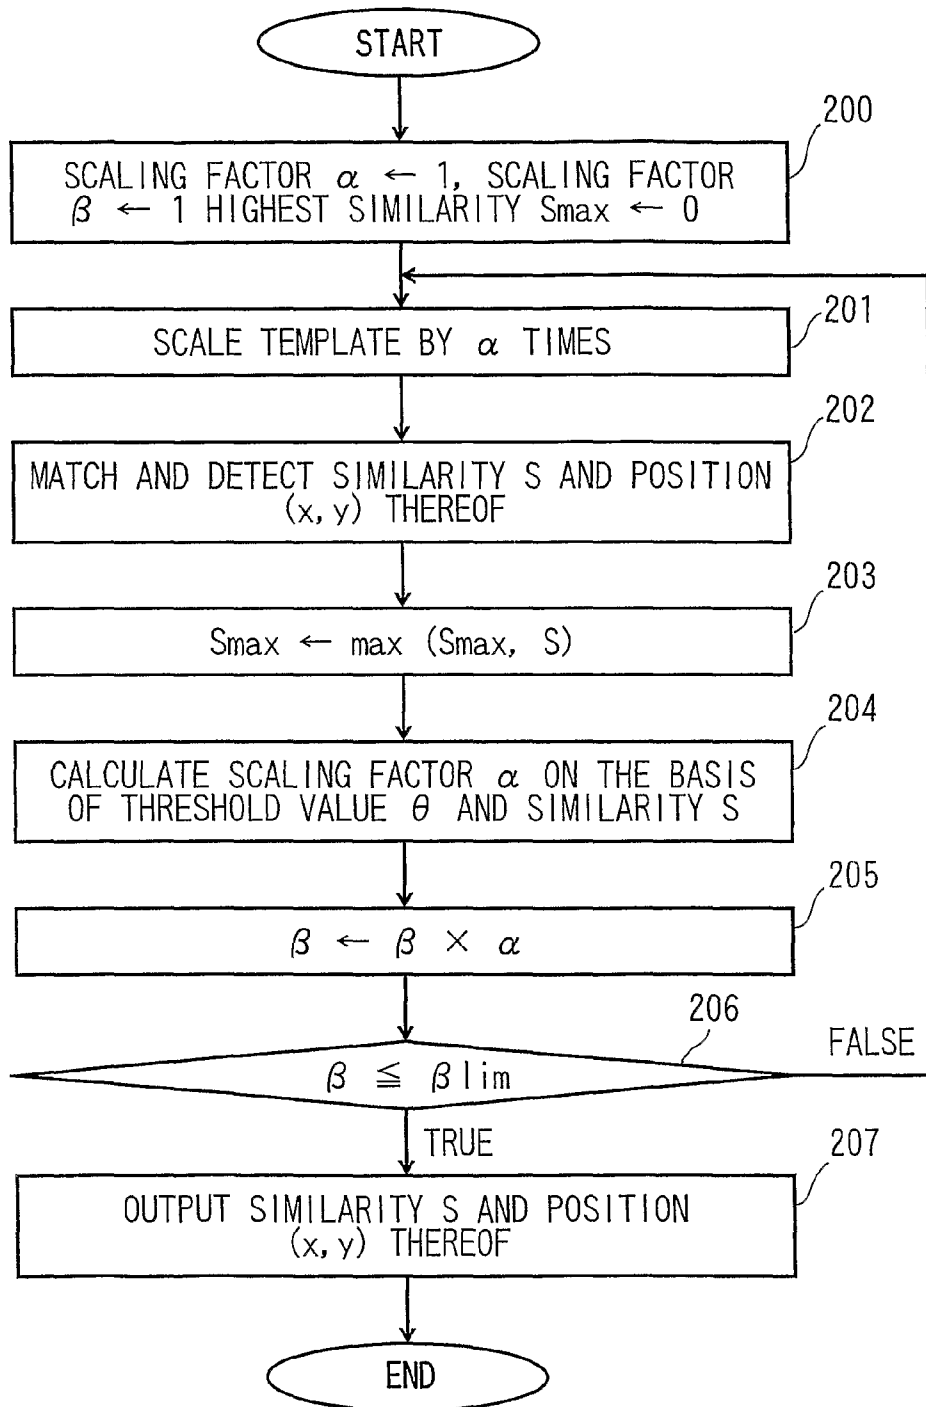 START
200
SCALING FACTOR α ← 1, SCALING FACTOR
β ← 1 HIGHEST SIMILARITY Smax ← 0
201
SCALE TEMPLATE BY α TIMES
202
MATCH AND DETECT SIMILARITY S AND POSITION
(x, y) THEREOF
203
Smax ← max (Smax, S)
204
CALCULATE SCALING FACTOR α ON THE BASIS
OF THRESHOLD VALUE θ AND SIMILARITY S
205
β ← β × α
206
β ≦ βlim
FALSE
TRUE
207
OUTPUT SIMILARITY S AND POSITION
(x, y) THEREOF
END